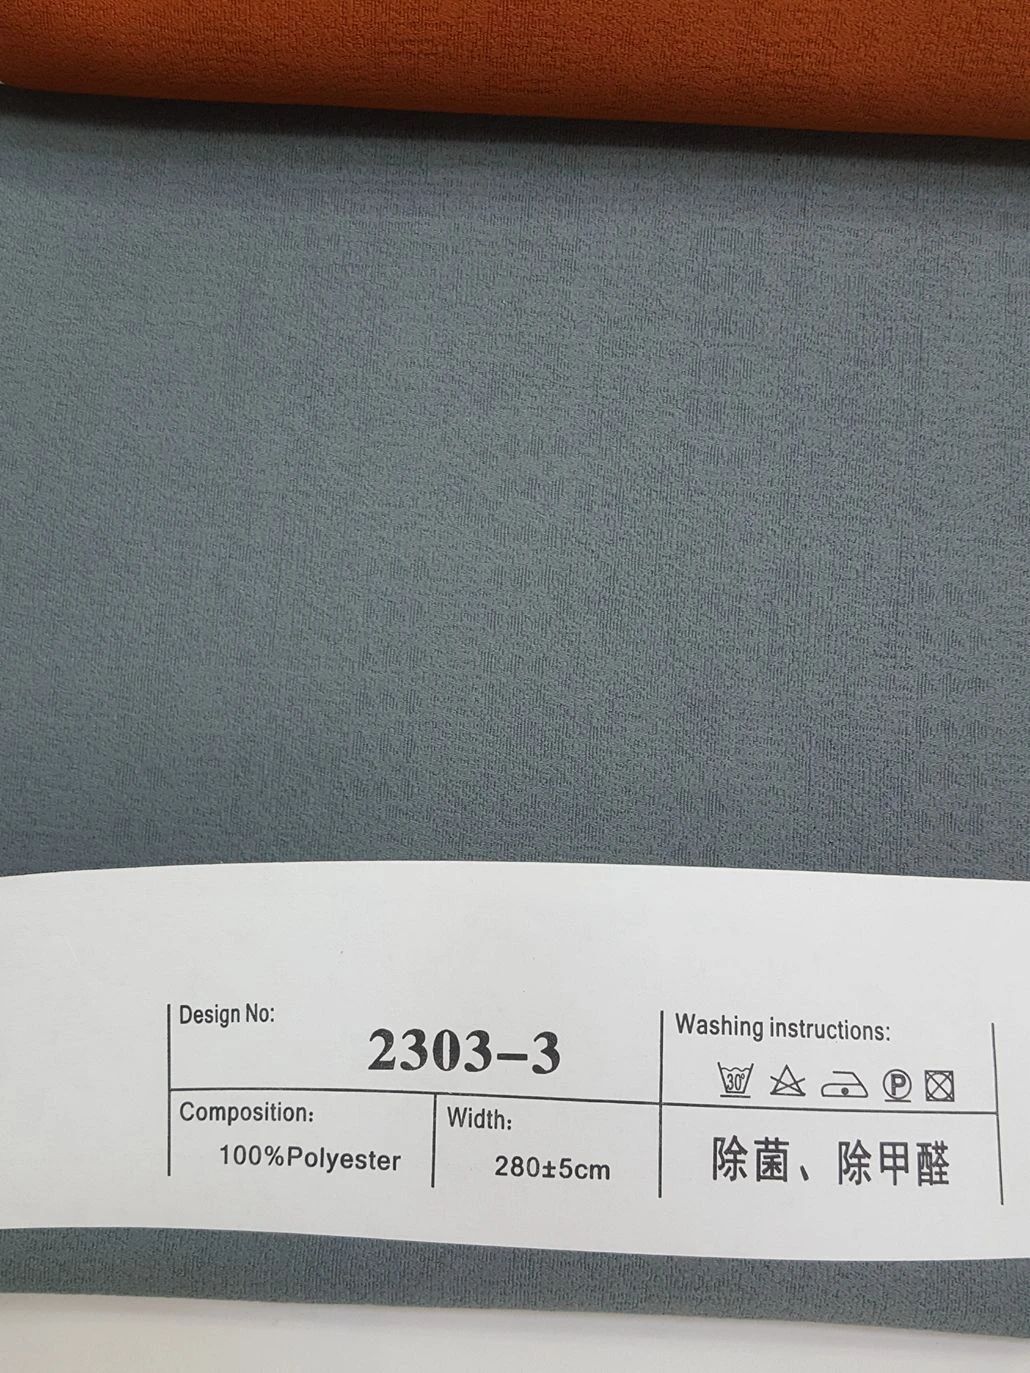 Design No:
2303-3
Washing instructions:
30°
P
Composition:
100%Polyester
Width:
280±5cm
除菌、除甲醛